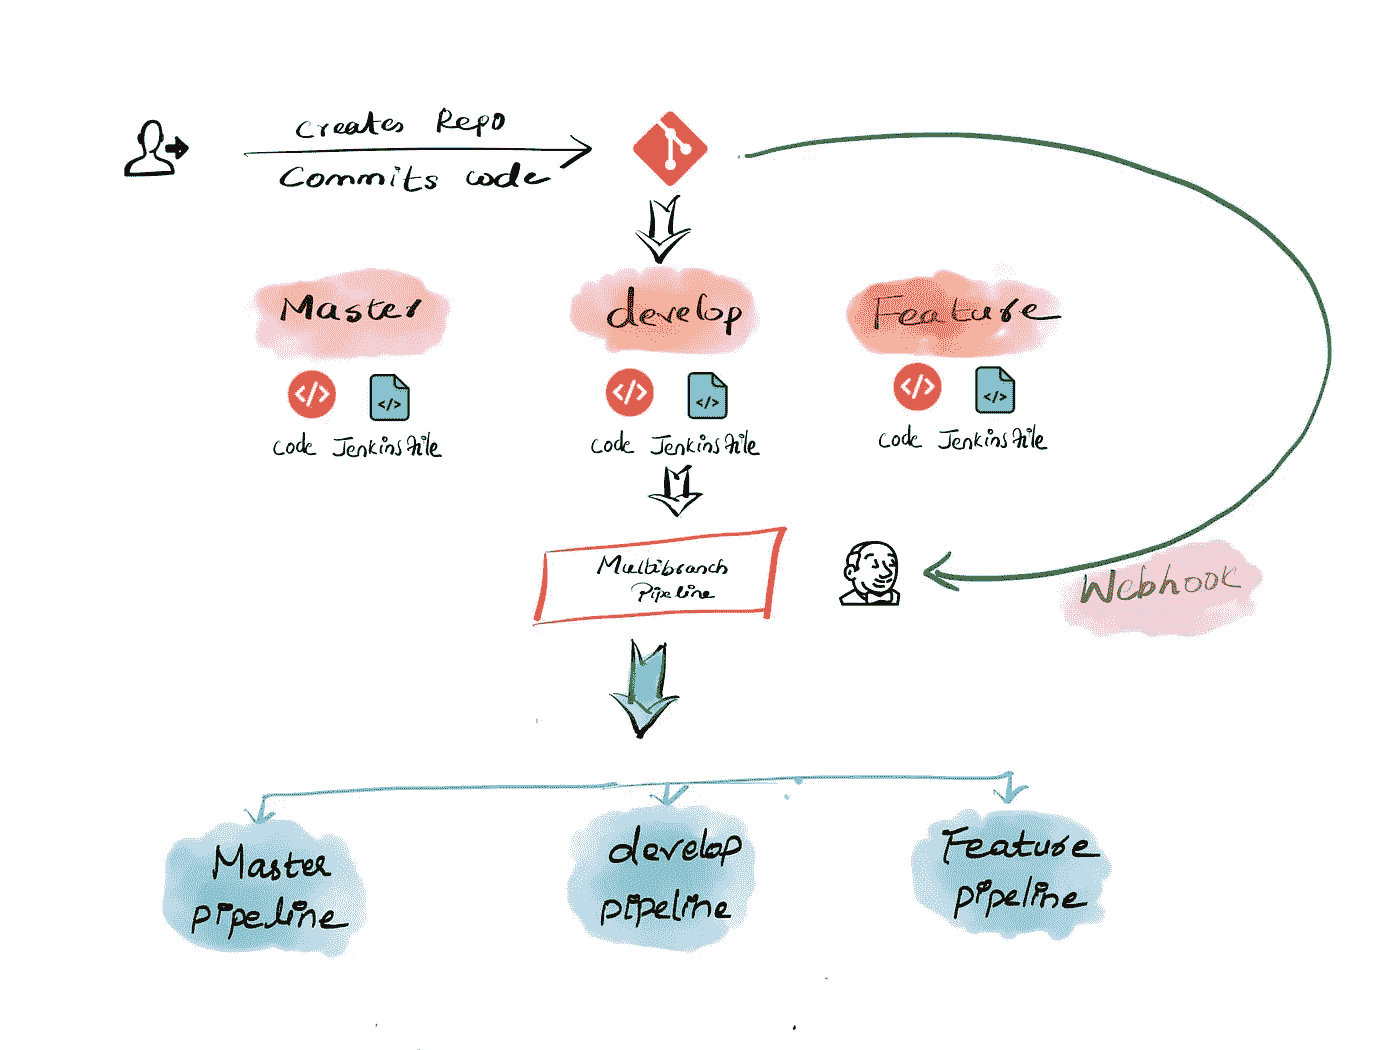 Creates Repo
Commits code
Master
develop
Feature
</>
</>
</>
</>
</>
</>
code Jenkinsfile
code Jenkinsfile
code Jenkinsfile
Multibranch
Pipeline
Webhook
Master
pipeline
develop
pipeline
Feature
pipeline